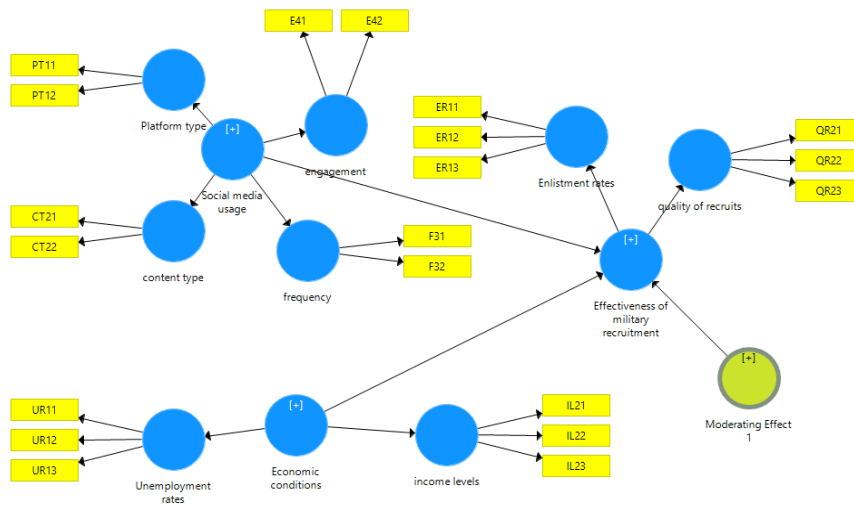 E41
E42
PT11
PT12
Platform type
[+]
engagement
Social media
usage
ER11
ER12
ER13
Enlistment rates
QR21
QR22
QR23
quality of recruits
CT21
CT22
content type
F31
F32
frequency
[+]
Effectiveness of
military
recruitment
[+]
Moderating Effect
1
UR11
UR12
UR13
Unemployment
rates
[+]
Economic
conditions
income levels
IL21
IL22
IL23